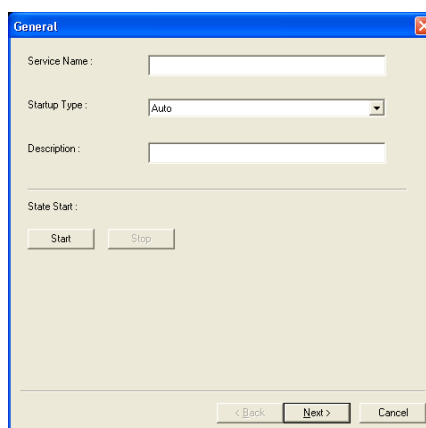 General
Service Name :
Startup Type :
Auto
Description :
State Start :
Start Stop
< Back Next > Cancel